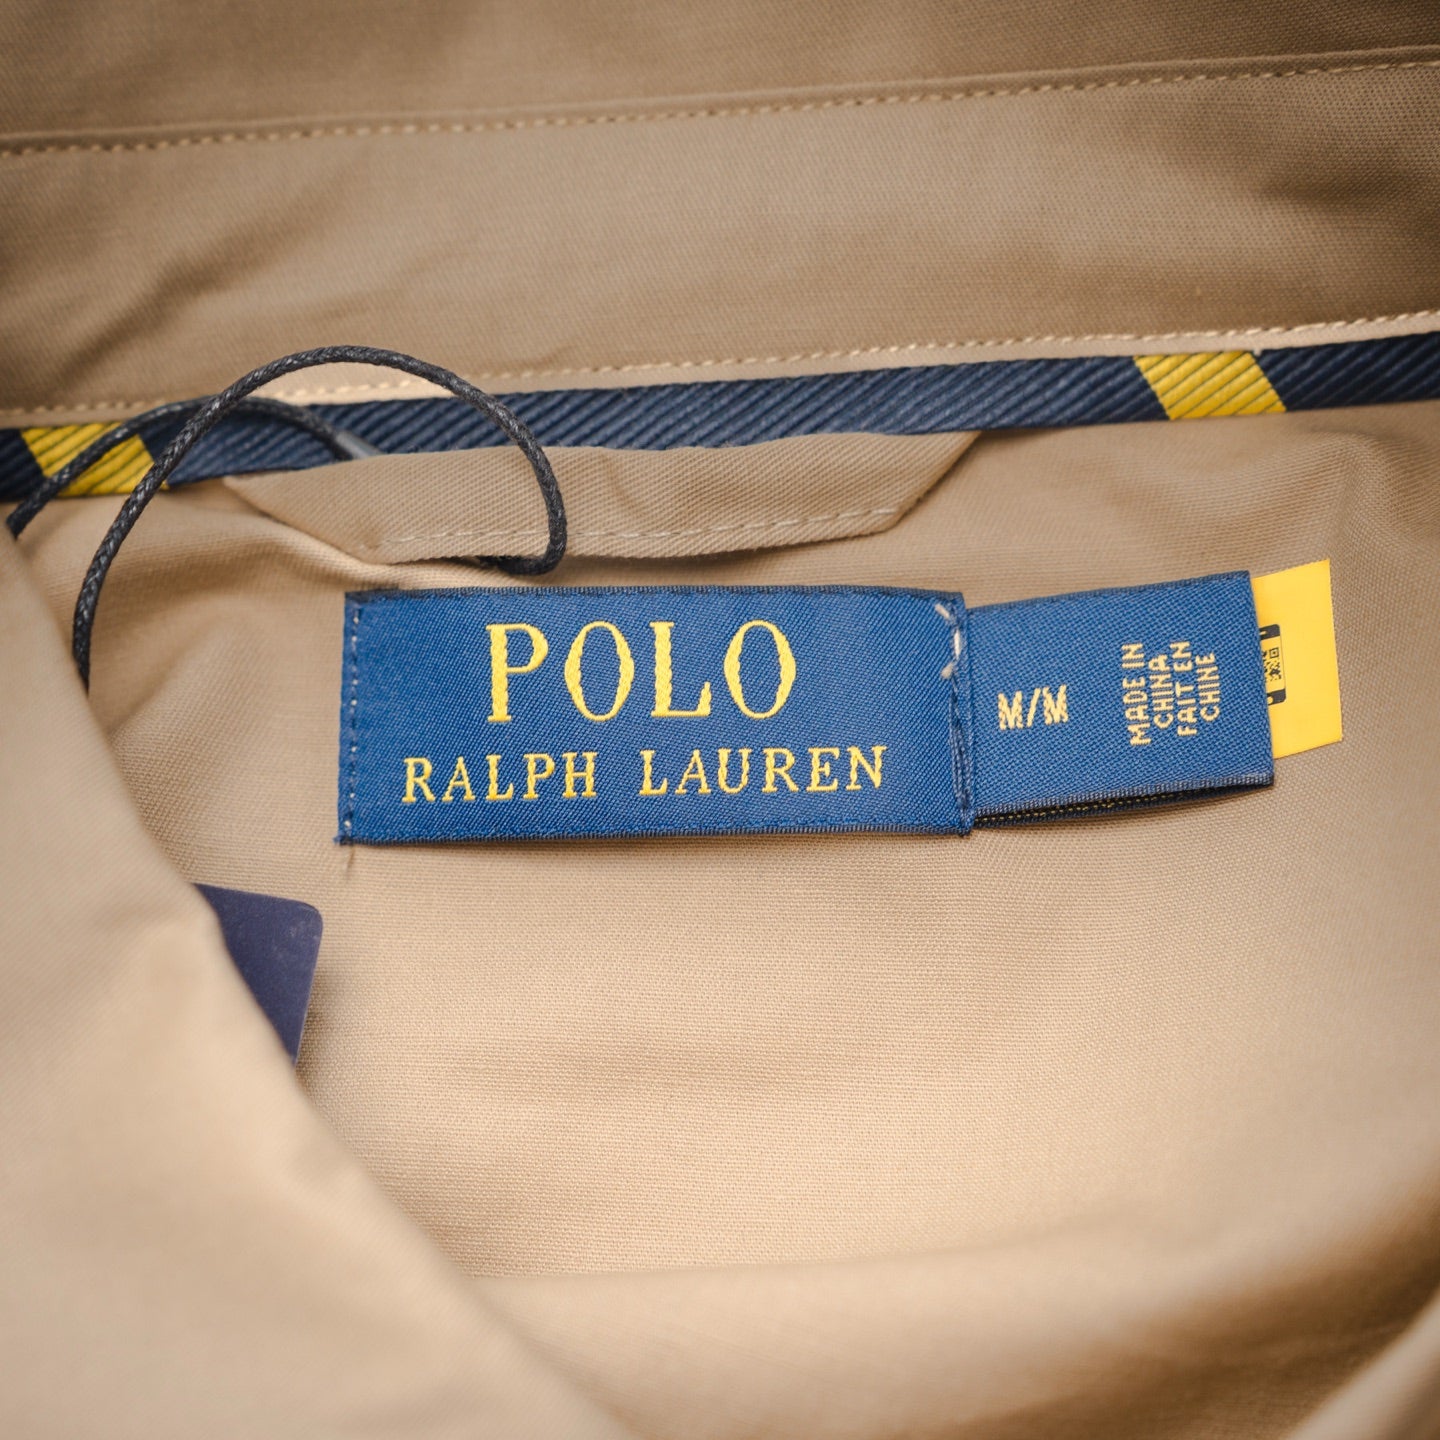 POLO
RALPH LAUREN
M/M
MADE IN
CHINA
FAIT EN
CHINE